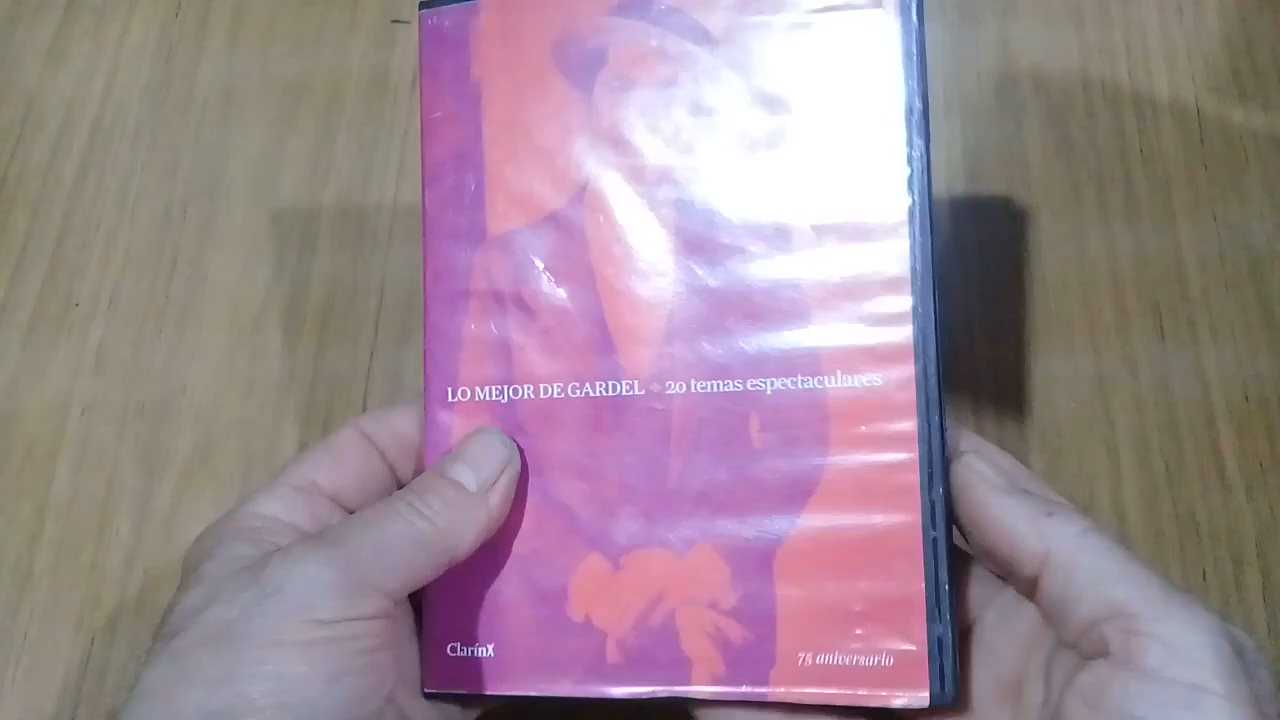 LO MEJOR DE GARDEL + 20 temas espectaculares
ClarínX
75 aniversario